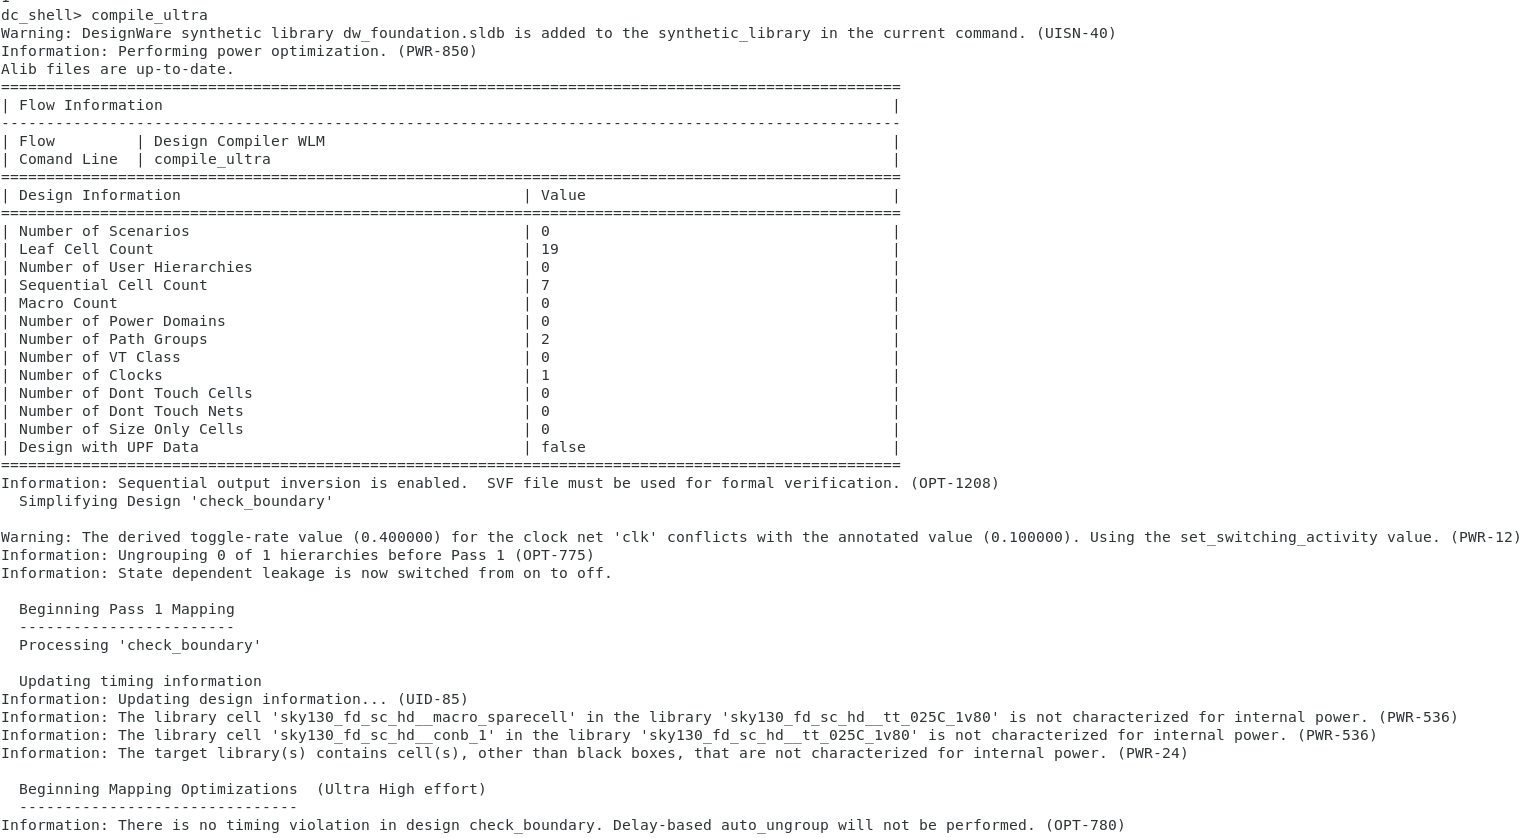 dc_shell> compile_ultra
Warning: DesignWare synthetic library dw_foundation.sldb is added to the synthetic_library in the current command. (UISN-40)
Information: Performing power optimization. (PWR-850)
Alib files are up-to-date.
====================================================================================================
| Flow Information                                                                                 |
----------------------------------------------------------------------------------------------------
| Flow         | Design Compiler WLM                                                               |
| Comand Line  | compile_ultra                                                                     |
====================================================================================================
| Design Information                                      | Value                                  |
====================================================================================================
| Number of Scenarios                                     | 0                                      |
| Leaf Cell Count                                         | 19                                     |
| Number of User Hierarchies                              | 0                                      |
| Sequential Cell Count                                   | 7                                      |
| Macro Count                                             | 0                                      |
| Number of Power Domains                                 | 0                                      |
| Number of Path Groups                                   | 2                                      |
| Number of VT Class                                      | 0                                      |
| Number of Clocks                                        | 1                                      |
| Number of Dont Touch Cells                              | 0                                      |
| Number of Dont Touch Nets                               | 0                                      |
| Number of Size Only Cells                               | 0                                      |
| Design with UPF Data                                    | false                                  |
====================================================================================================
Information: Sequential output inversion is enabled.  SVF file must be used for formal verification. (OPT-1208)
  Simplifying Design 'check_boundary'

Warning: The derived toggle-rate value (0.400000) for the clock net 'clk' conflicts with the annotated value (0.100000). Using the set_switching_activity value. (PWR-12)
Information: Ungrouping 0 of 1 hierarchies before Pass 1 (OPT-775)
Information: State dependent leakage is now switched from on to off.

  Beginning Pass 1 Mapping
  ------------------------
  Processing 'check_boundary'

  Updating timing information
Information: Updating design information... (UID-85)
Information: The library cell 'sky130_fd_sc_hd__macro_sparecell' in the library 'sky130_fd_sc_hd__tt_025C_1v80' is not characterized for internal power. (PWR-536)
Information: The library cell 'sky130_fd_sc_hd__conb_1' in the library 'sky130_fd_sc_hd__tt_025C_1v80' is not characterized for internal power. (PWR-536)
Information: The target library(s) contains cell(s), other than black boxes, that are not characterized for internal power. (PWR-24)

  Beginning Mapping Optimizations  (Ultra High effort)
  -------------------------------
Information: There is no timing violation in design check_boundary. Delay-based auto_ungroup will not be performed. (OPT-780)